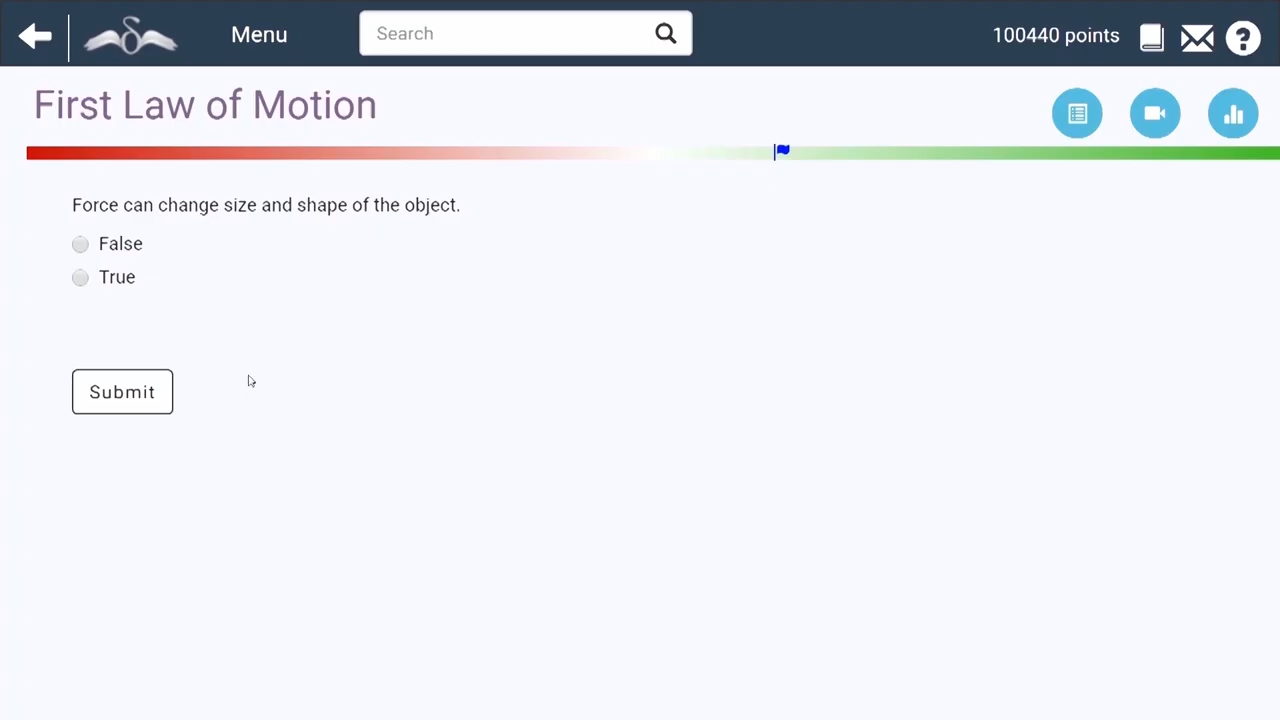 Menu
Search
100440 points
First Law of Motion
Force can change size and shape of the object.
False
True
Submit